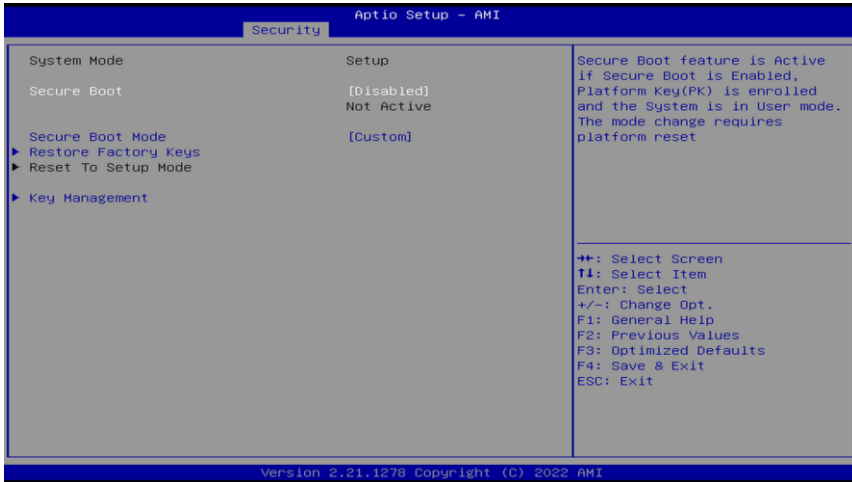 Aptio Setup – AMI
Security
System Mode Setup
Secure Boot [Disabled]
Not Active
Secure Boot Mode [Custom]
▶ Restore Factory Keys
▶ Reset To Setup Mode
▶ Key Management
Secure Boot feature is Active
if Secure Boot is Enabled,
Platform Key(PK) is enrolled
and the System is in User mode.
The mode change requires
platform reset
→←: Select Screen
↑↓: Select Item
Enter: Select
+/-: Change Opt.
F1: General Help
F2: Previous Values
F3: Optimized Defaults
F4: Save & Exit
ESC: Exit
Version 2.21.1278 Copyright (C) 2022 AMI